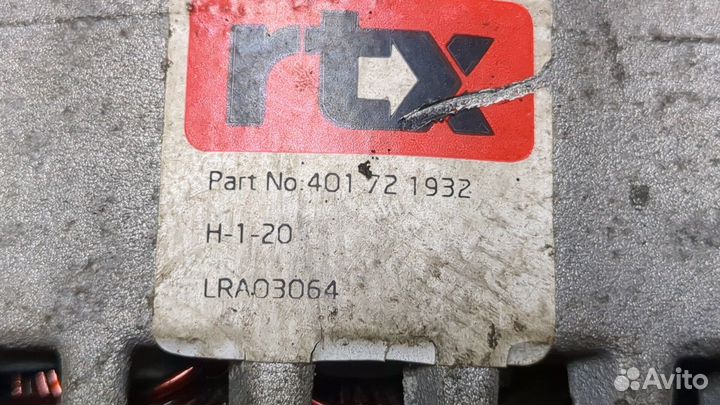 rtx
Part No: 401 72 1932
H-1-20
LRA03064
Avito